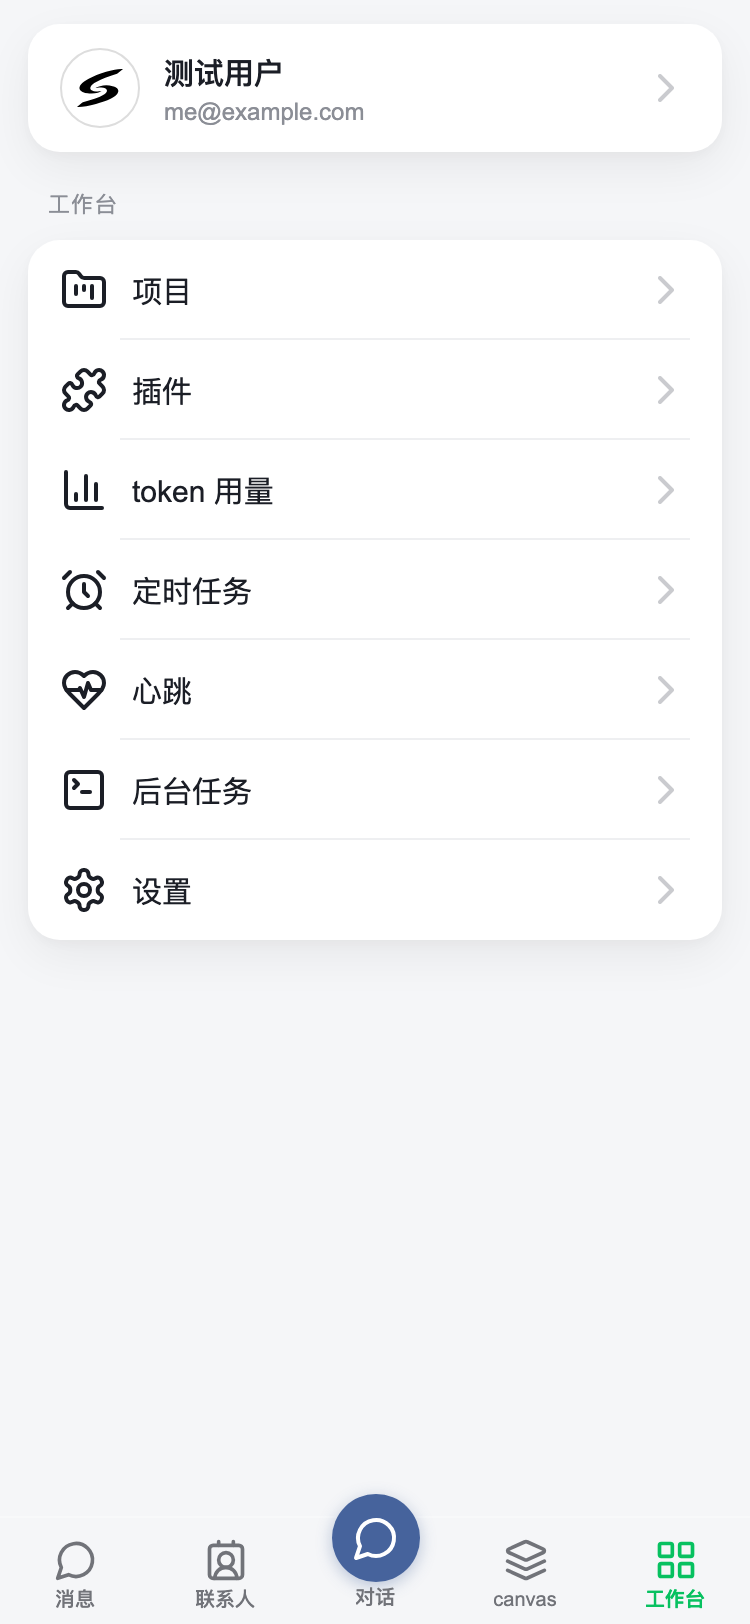 测试用户
me@example.com
工作台
项目
插件
token 用量
定时任务
心跳
后台任务
设置
消息
联系人
对话
canvas
工作台